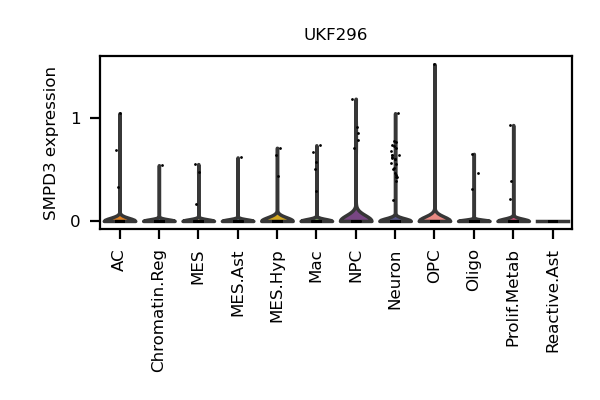 UKF296
SMPD3 expression
1
0
AC
Chromatin.Reg
MES
MES.Ast
MES.Hyp
Mac
NPC
Neuron
OPC
Oligo
Prolif.Metab
Reactive.Ast